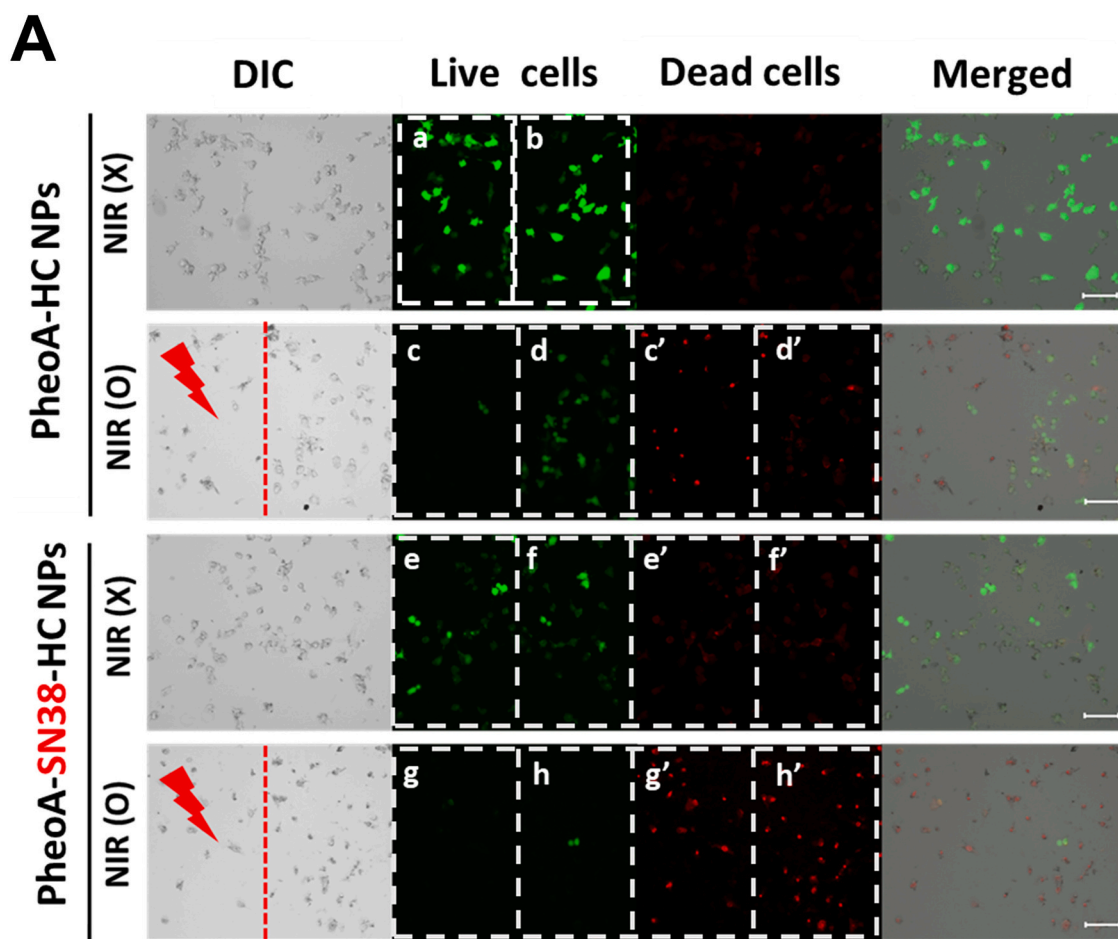 A
DIC Live cells Dead cells Merged
PheoA-HC NPs
NIR (X)
a b
NIR (O)
c d c’ d’
PheoA-SN38-HC NPs
NIR (X)
e f e’ f’
NIR (O)
g h g’ h’